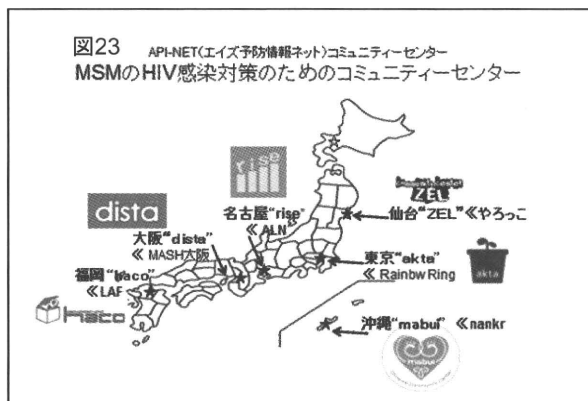 図23 API-NET(エイズ予防情報ネット)コミュニティーセンター
MSMのHIV感染対策のためのコミュニティーセンター
rise
dista
ZEL
名古屋"rise"
≪ALN
仙台"ZEL"≪やろっこ
大阪"dista"
≪MASH大阪
東京"akta"
≪Rainbw Ring
akta
福岡"haco"
≪LAF
haco
沖縄"mabui" ≪nankr
mabui